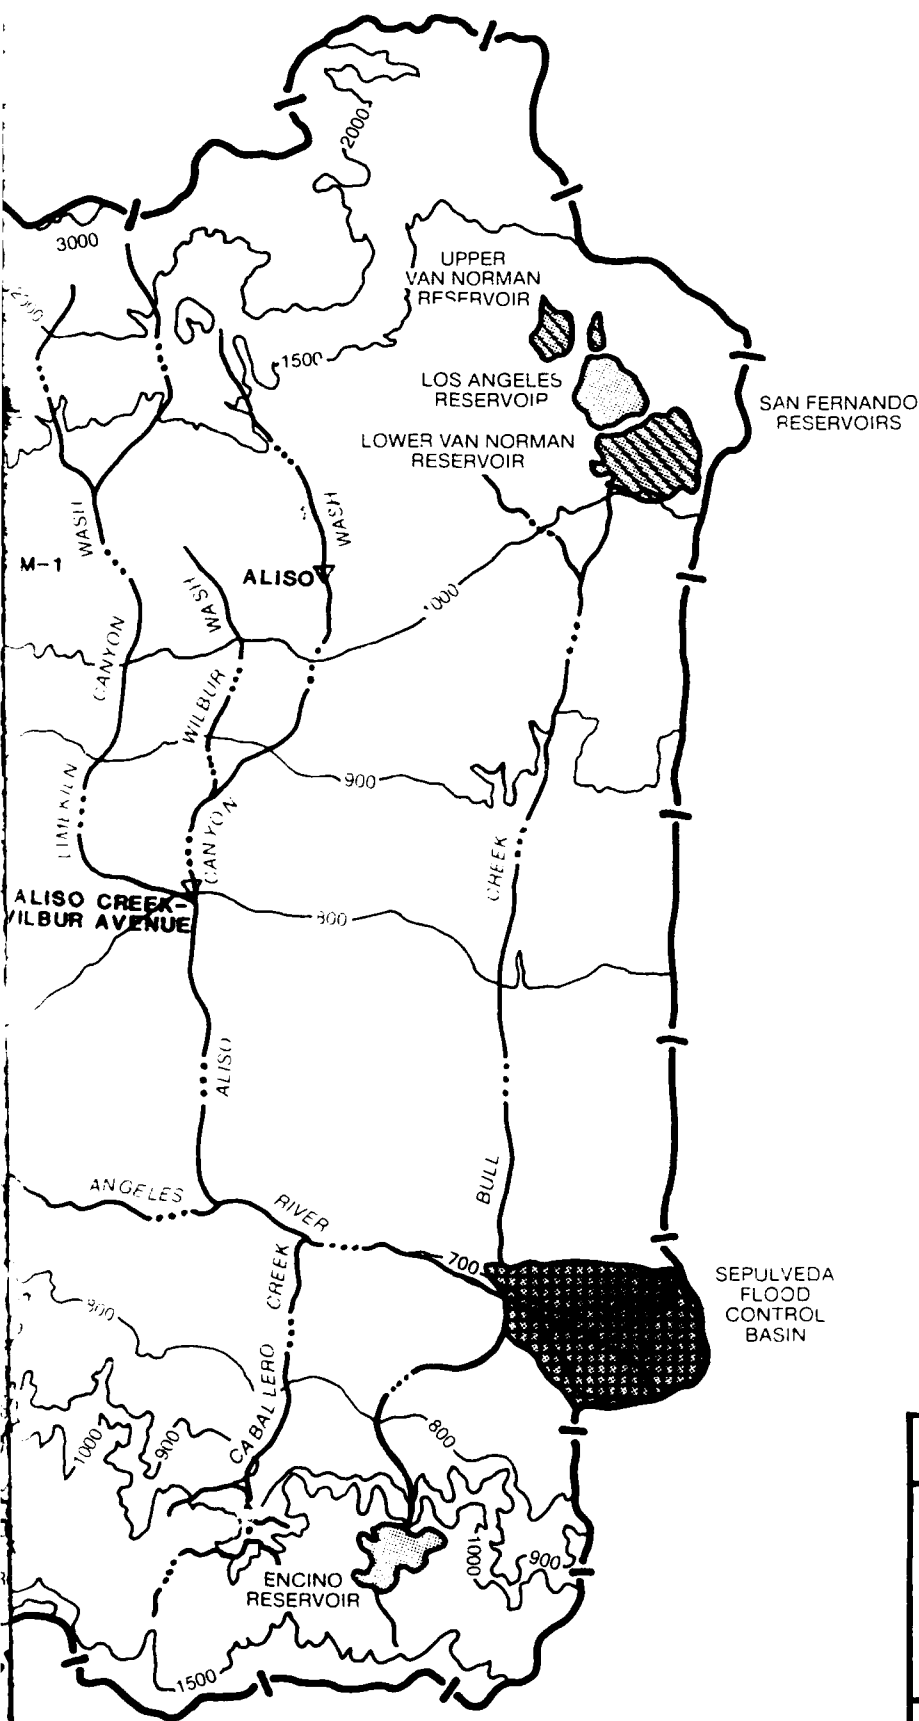 2000
3000
UPPER
VAN NORMAN
RESERVOIR
1500
LOS ANGELES
RESERVOIR
SAN FERNANDO
RESERVOIRS
LOWER VAN NORMAN
RESERVOIR
WASH
WASH
M-1
ALISO
WASH
1000
CANYON
WILBUR
LIMEKILN
900
CANYON
CREEK
ALISO CREEK-
WILBUR AVENUE
800
ALISO
BULL
ANGELES
RIVER
CREEK
700
SEPULVEDA
FLOOD
CONTROL
BASIN
CABALLERO
800
1000
900
1000
900
ENCINO
RESERVOIR
1500